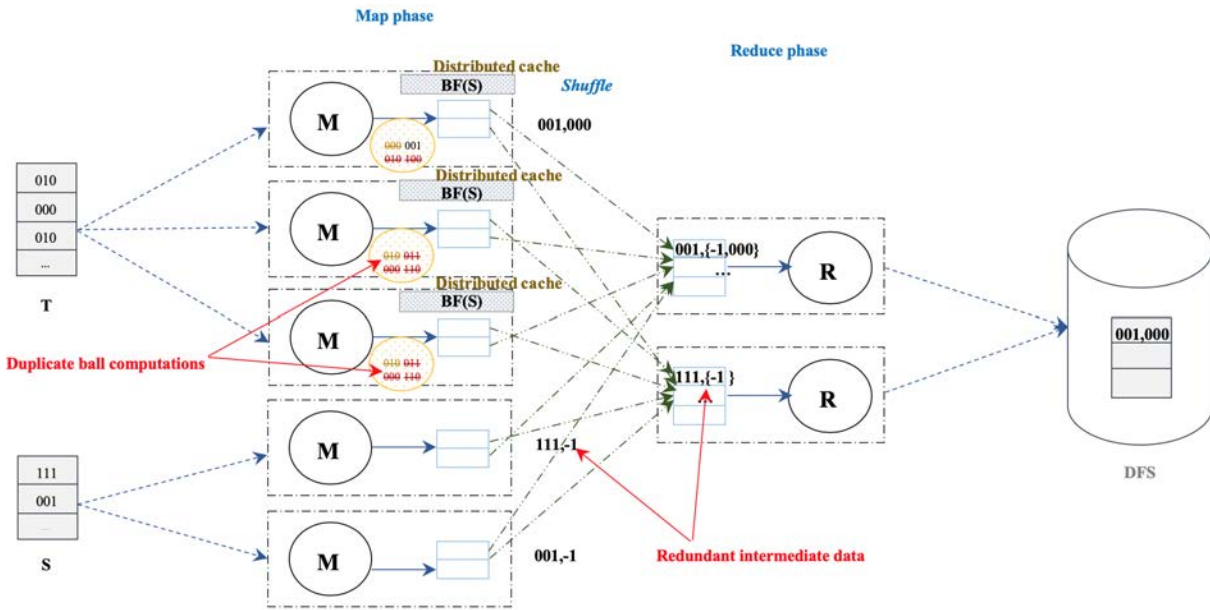 Map phase
Reduce phase
Distributed cache
BF(S)
Shuffle
M
001,000
000 001
010 100
010
000
010
...
T
Distributed cache
BF(S)
M
010 011
000 110
Distributed cache
BF(S)
M
010 011
000 110
Duplicate ball computations
001,{-1,000}
...
R
111,{-1 }
...
R
001,000
DFS
111
001
...
S
M
111,-1
M
001,-1
Redundant intermediate data